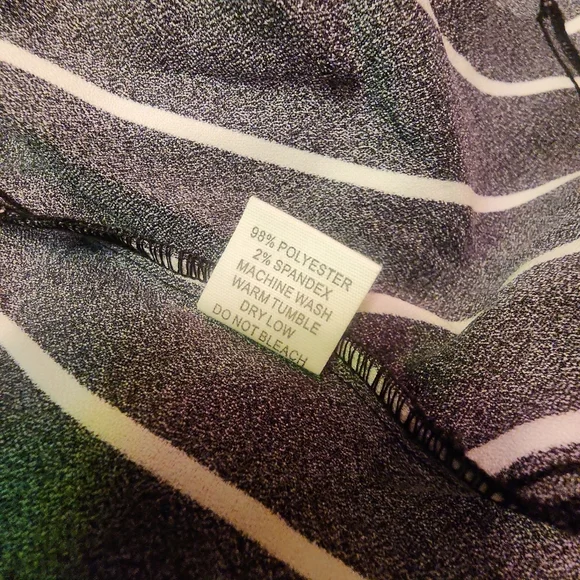 98% POLYESTER
2% SPANDEX
MACHINE WASH
WARM TUMBLE
DRY LOW
DO NOT BLEACH